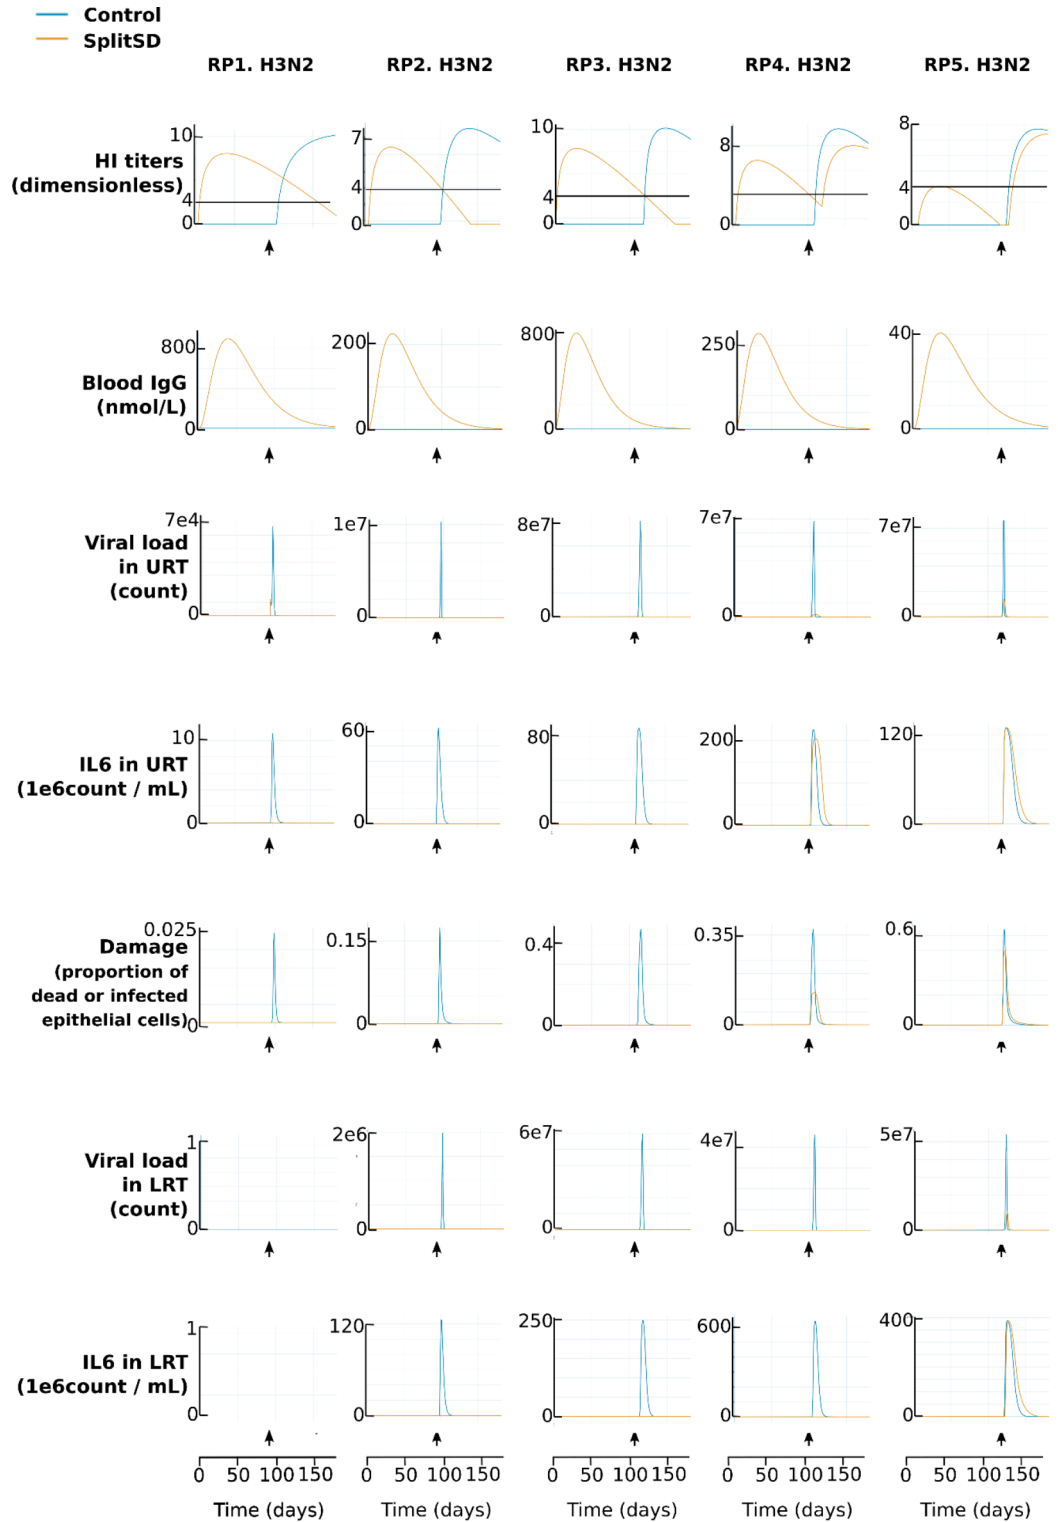 Control
SplitSD
RP1. H3N2 RP2. H3N2 RP3. H3N2 RP4. H3N2 RP5. H3N2
HI titers
(dimensionless)
10 4 0
7 4 0
10 4 0
8 0
8 4 0
Blood IgG
(nmol/L)
800 0
200 0
800 0
250 0
40 0
Viral load
in URT
(count)
7e4 0
1e7 0
8e7 0
7e7 0
7e7 0
IL6 in URT
(1e6count / mL)
10 0
60 0
80 0
200 0
120 0
Damage
(proportion of
dead or infected
epithelial cells)
0.025 0
0.15 0
0.4 0
0.35 0
0.6 0
Viral load
in LRT
(count)
1 0
2e6 0
6e7 0
4e7 0
5e7 0
IL6 in LRT
(1e6count / mL)
1 0
120 0
250 0
600 0
400 0
0 50 100 150 0 50 100 150 0 50 100 150 0 50 100 150 0 50 100 150
Time (days) Time (days) Time (days) Time (days) Time (days)